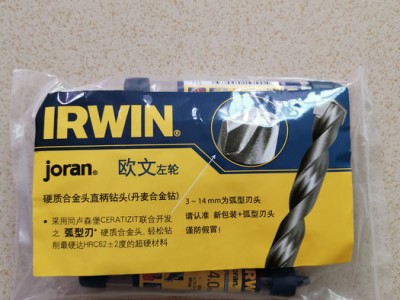 IRWIN®
joran® 欧文左轮
硬质合金头直柄钻头(丹麦合金钻)
• 采用同卢森堡CERATIZIT联合开发
之 弧型刃® 硬质合金头, 轻松钻
削最硬达HRC62±2度的超硬材料
3～14mm为弧型刃头
请认准 新包装+弧型刃头
谨防假冒!
4.0